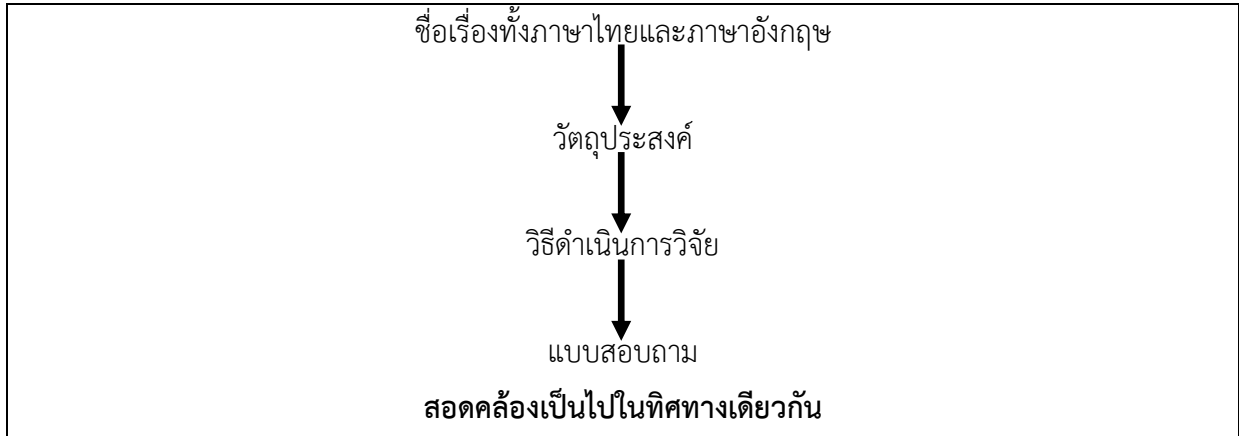 ชื่อเรื่องทั้งภาษาไทยและภาษาอังกฤษ
วัตถุประสงค์
วิธีดำเนินการวิจัย
แบบสอบถาม
สอดคล้องเป็นไปในทิศทางเดียวกัน